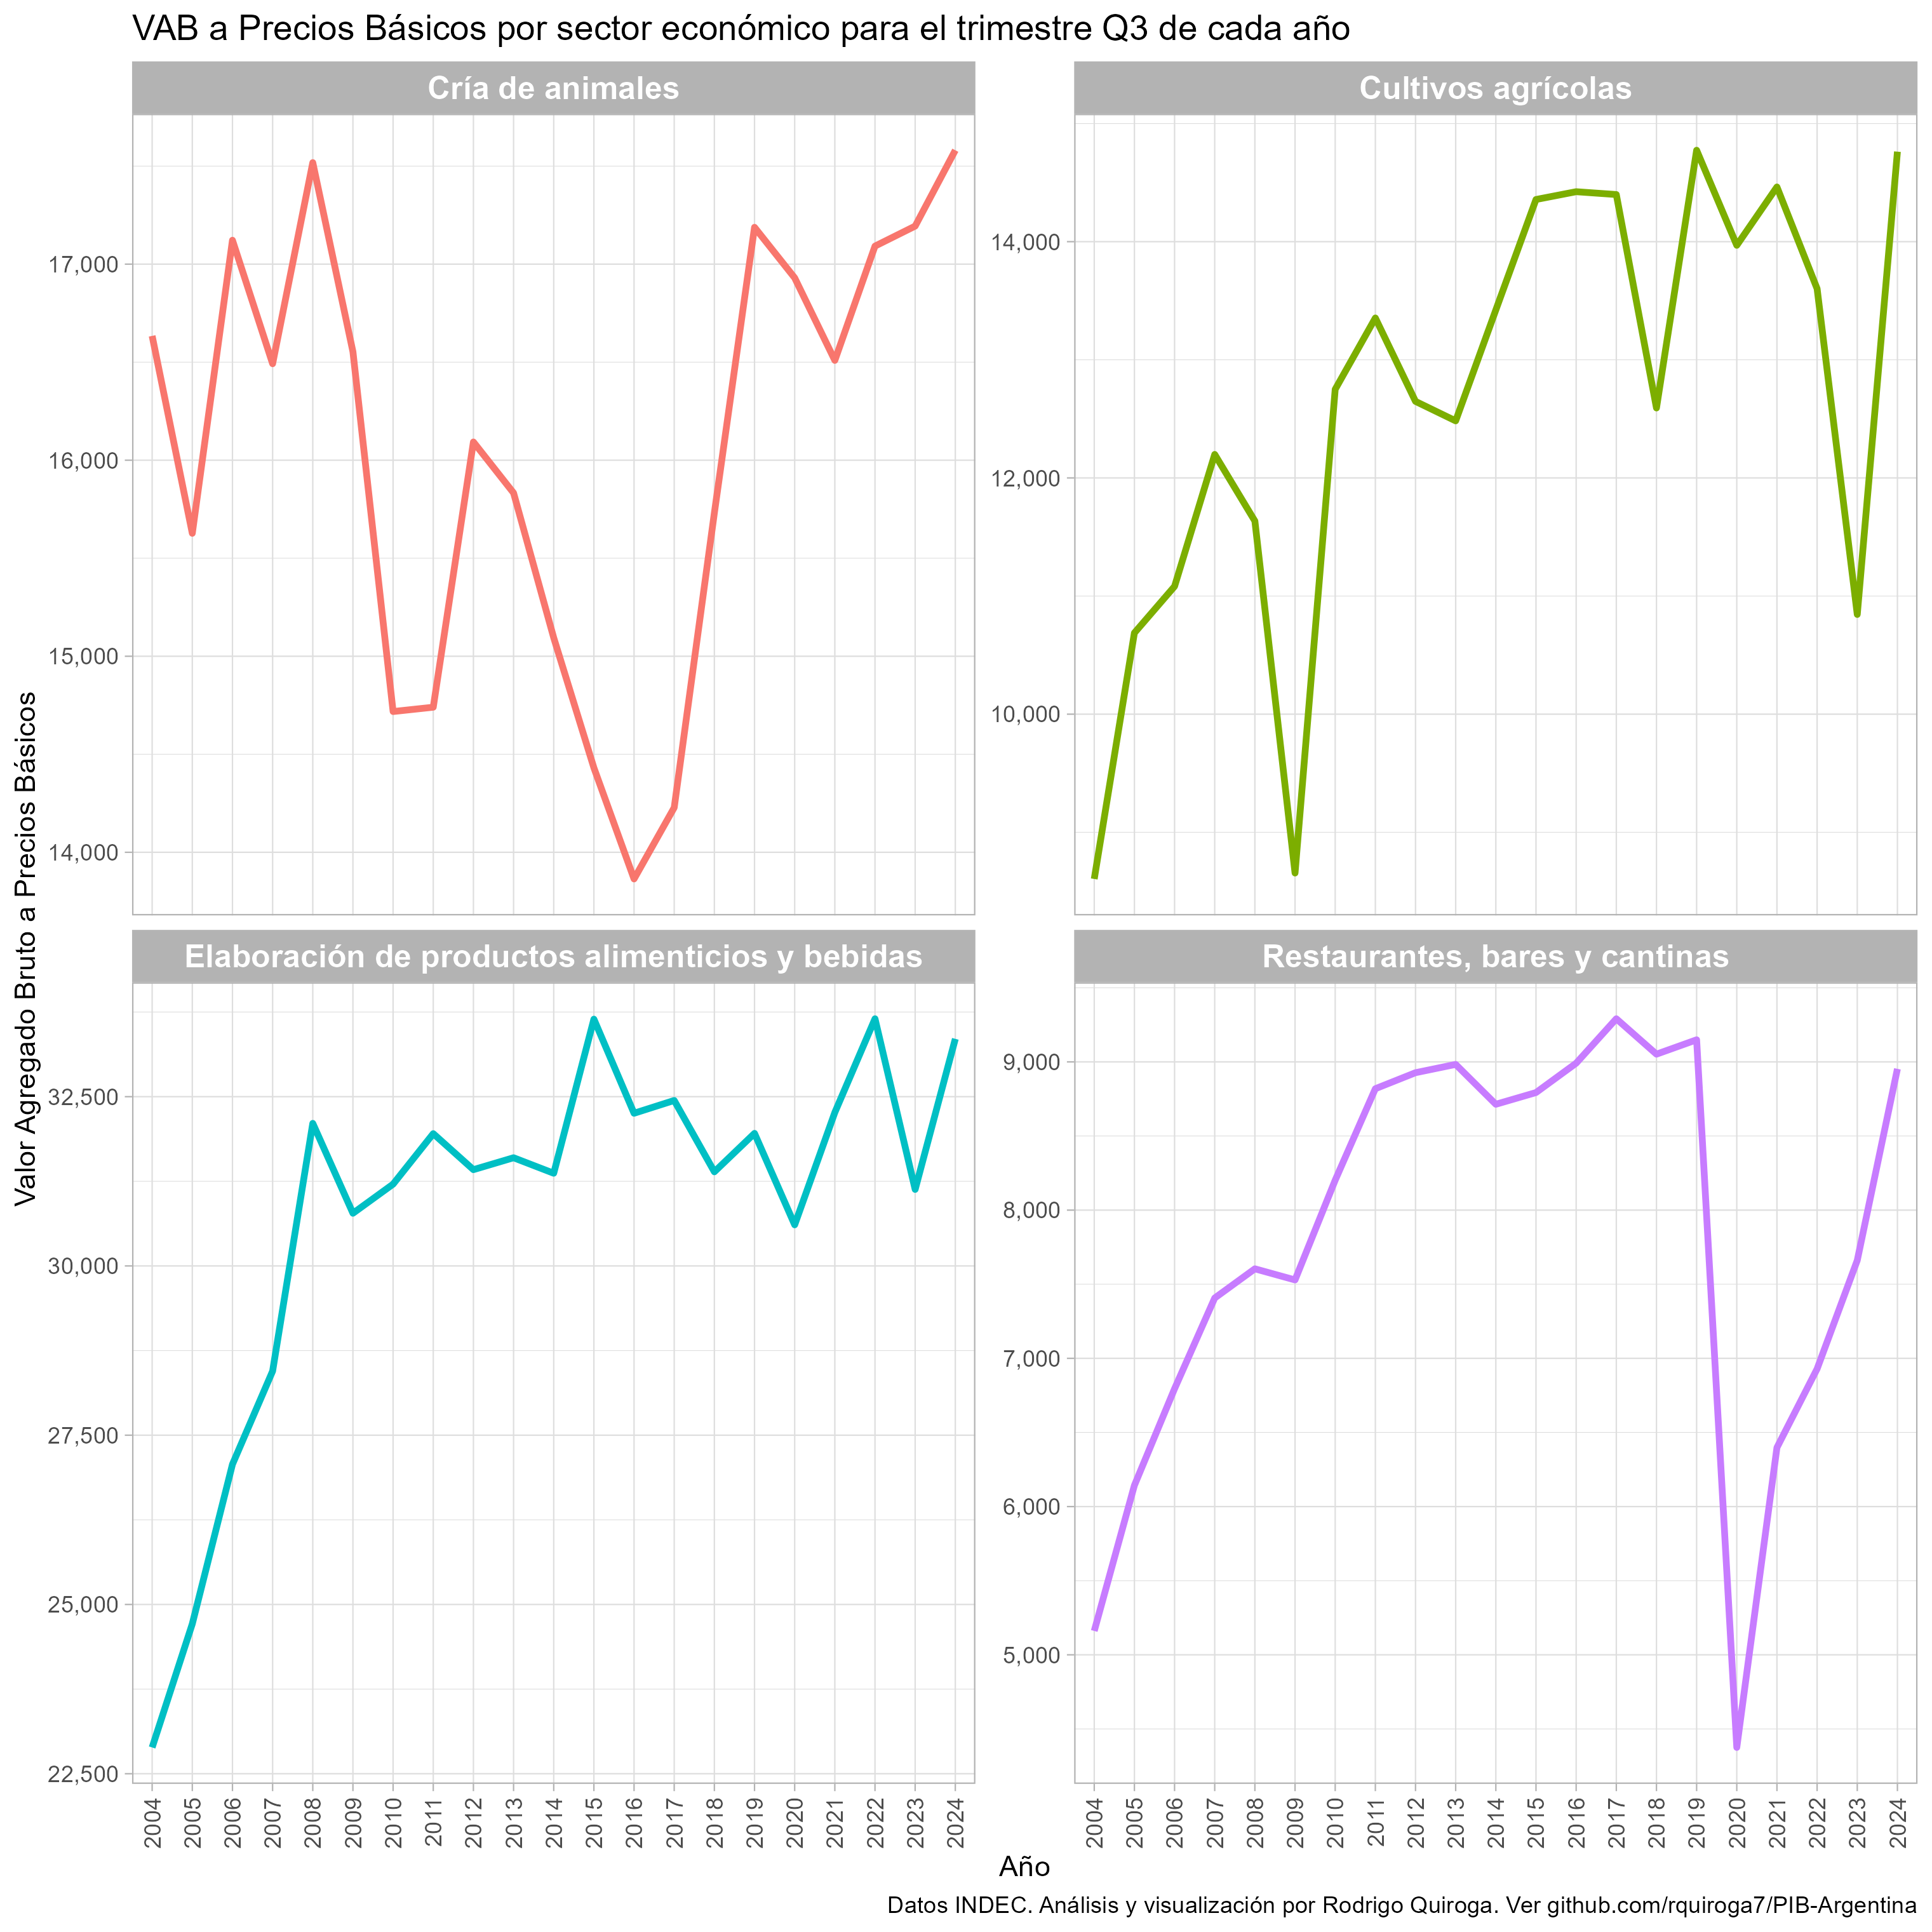 VAB a Precios Básicos por sector económico para el trimestre Q3 de cada año
Valor Agregado Bruto a Precios Básicos
Cría de animales
17,000
16,000
15,000
14,000
Cultivos agrícolas
14,000
12,000
10,000
Elaboración de productos alimenticios y bebidas
32,500
30,000
27,500
25,000
22,500
2004 2005 2006 2007 2008 2009 2010 2011 2012 2013 2014 2015 2016 2017 2018 2019 2020 2021 2022 2023 2024
Restaurantes, bares y cantinas
9,000
8,000
7,000
6,000
5,000
2004 2005 2006 2007 2008 2009 2010 2011 2012 2013 2014 2015 2016 2017 2018 2019 2020 2021 2022 2023 2024
Año
Datos INDEC. Análisis y visualización por Rodrigo Quiroga. Ver github.com/rquiroga7/PIB-Argentina